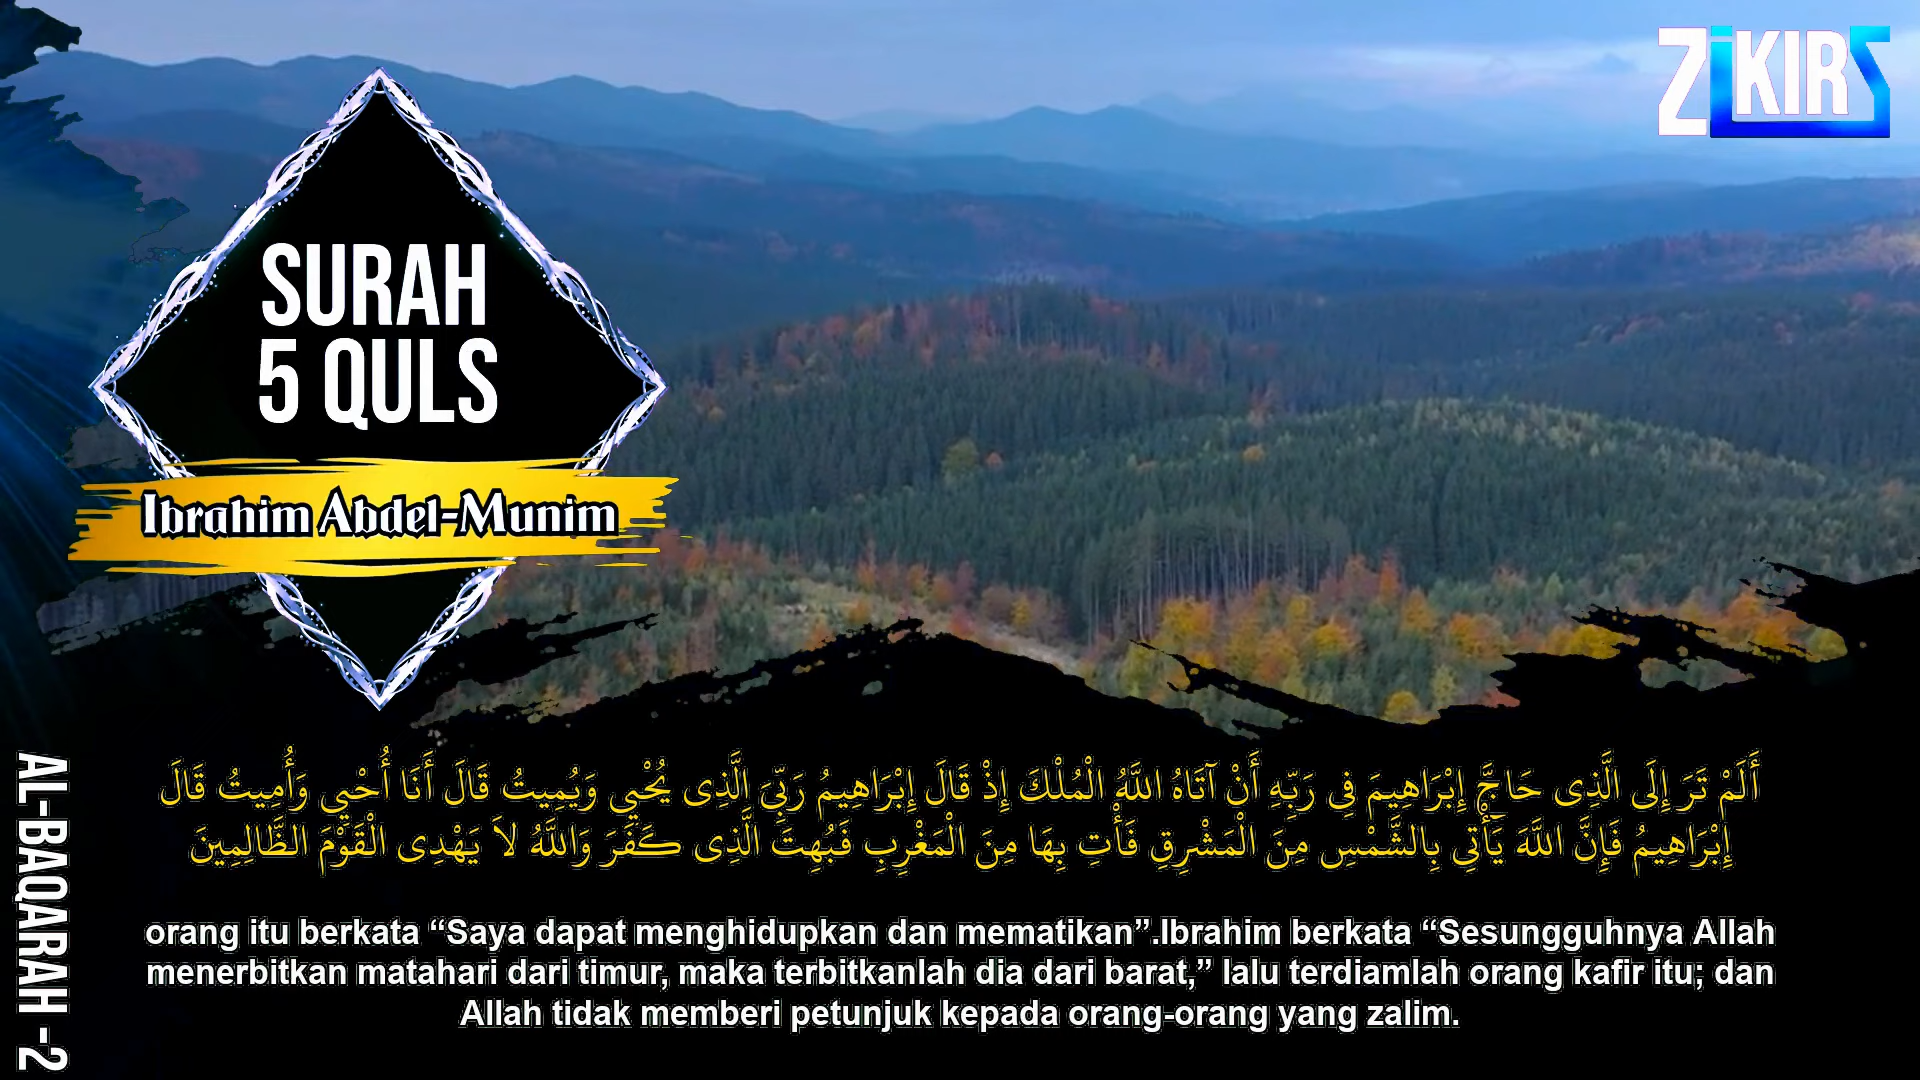 ZIKIRS
SURAH
5 QULS
Ibrahim Abdel-Munim
أَلَمْ تَرَ إِلَى الَّذِى حَاجَّ إِبْرَاهِيمَ فِى رَبِّهِ أَنْ آتَاهُ اللَّهُ الْمُلْكَ إِذْ قَالَ إِبْرَاهِيمُ رَبِّىَ الَّذِى يُحْيِى وَيُمِيتُ قَالَ أَنَا أُحْيِى وَأُمِيتُ قَالَ
إِبْرَاهِيمُ فَإِنَّ اللَّهَ يَأْتِى بِالشَّمْسِ مِنَ الْمَشْرِقِ فَأْتِ بِهَا مِنَ الْمَغْرِبِ فَبُهِتَ الَّذِى كَفَرَ وَاللَّهُ لاَ يَهْدِى الْقَوْمَ الظَّالِمِينَ
orang itu berkata “Saya dapat menghidupkan dan mematikan”.Ibrahim berkata “Sesungguhnya Allah
menerbitkan matahari dari timur, maka terbitkanlah dia dari barat,” lalu terdiamlah orang kafir itu; dan
Allah tidak memberi petunjuk kepada orang-orang yang zalim.
AL-BAQARAH -2